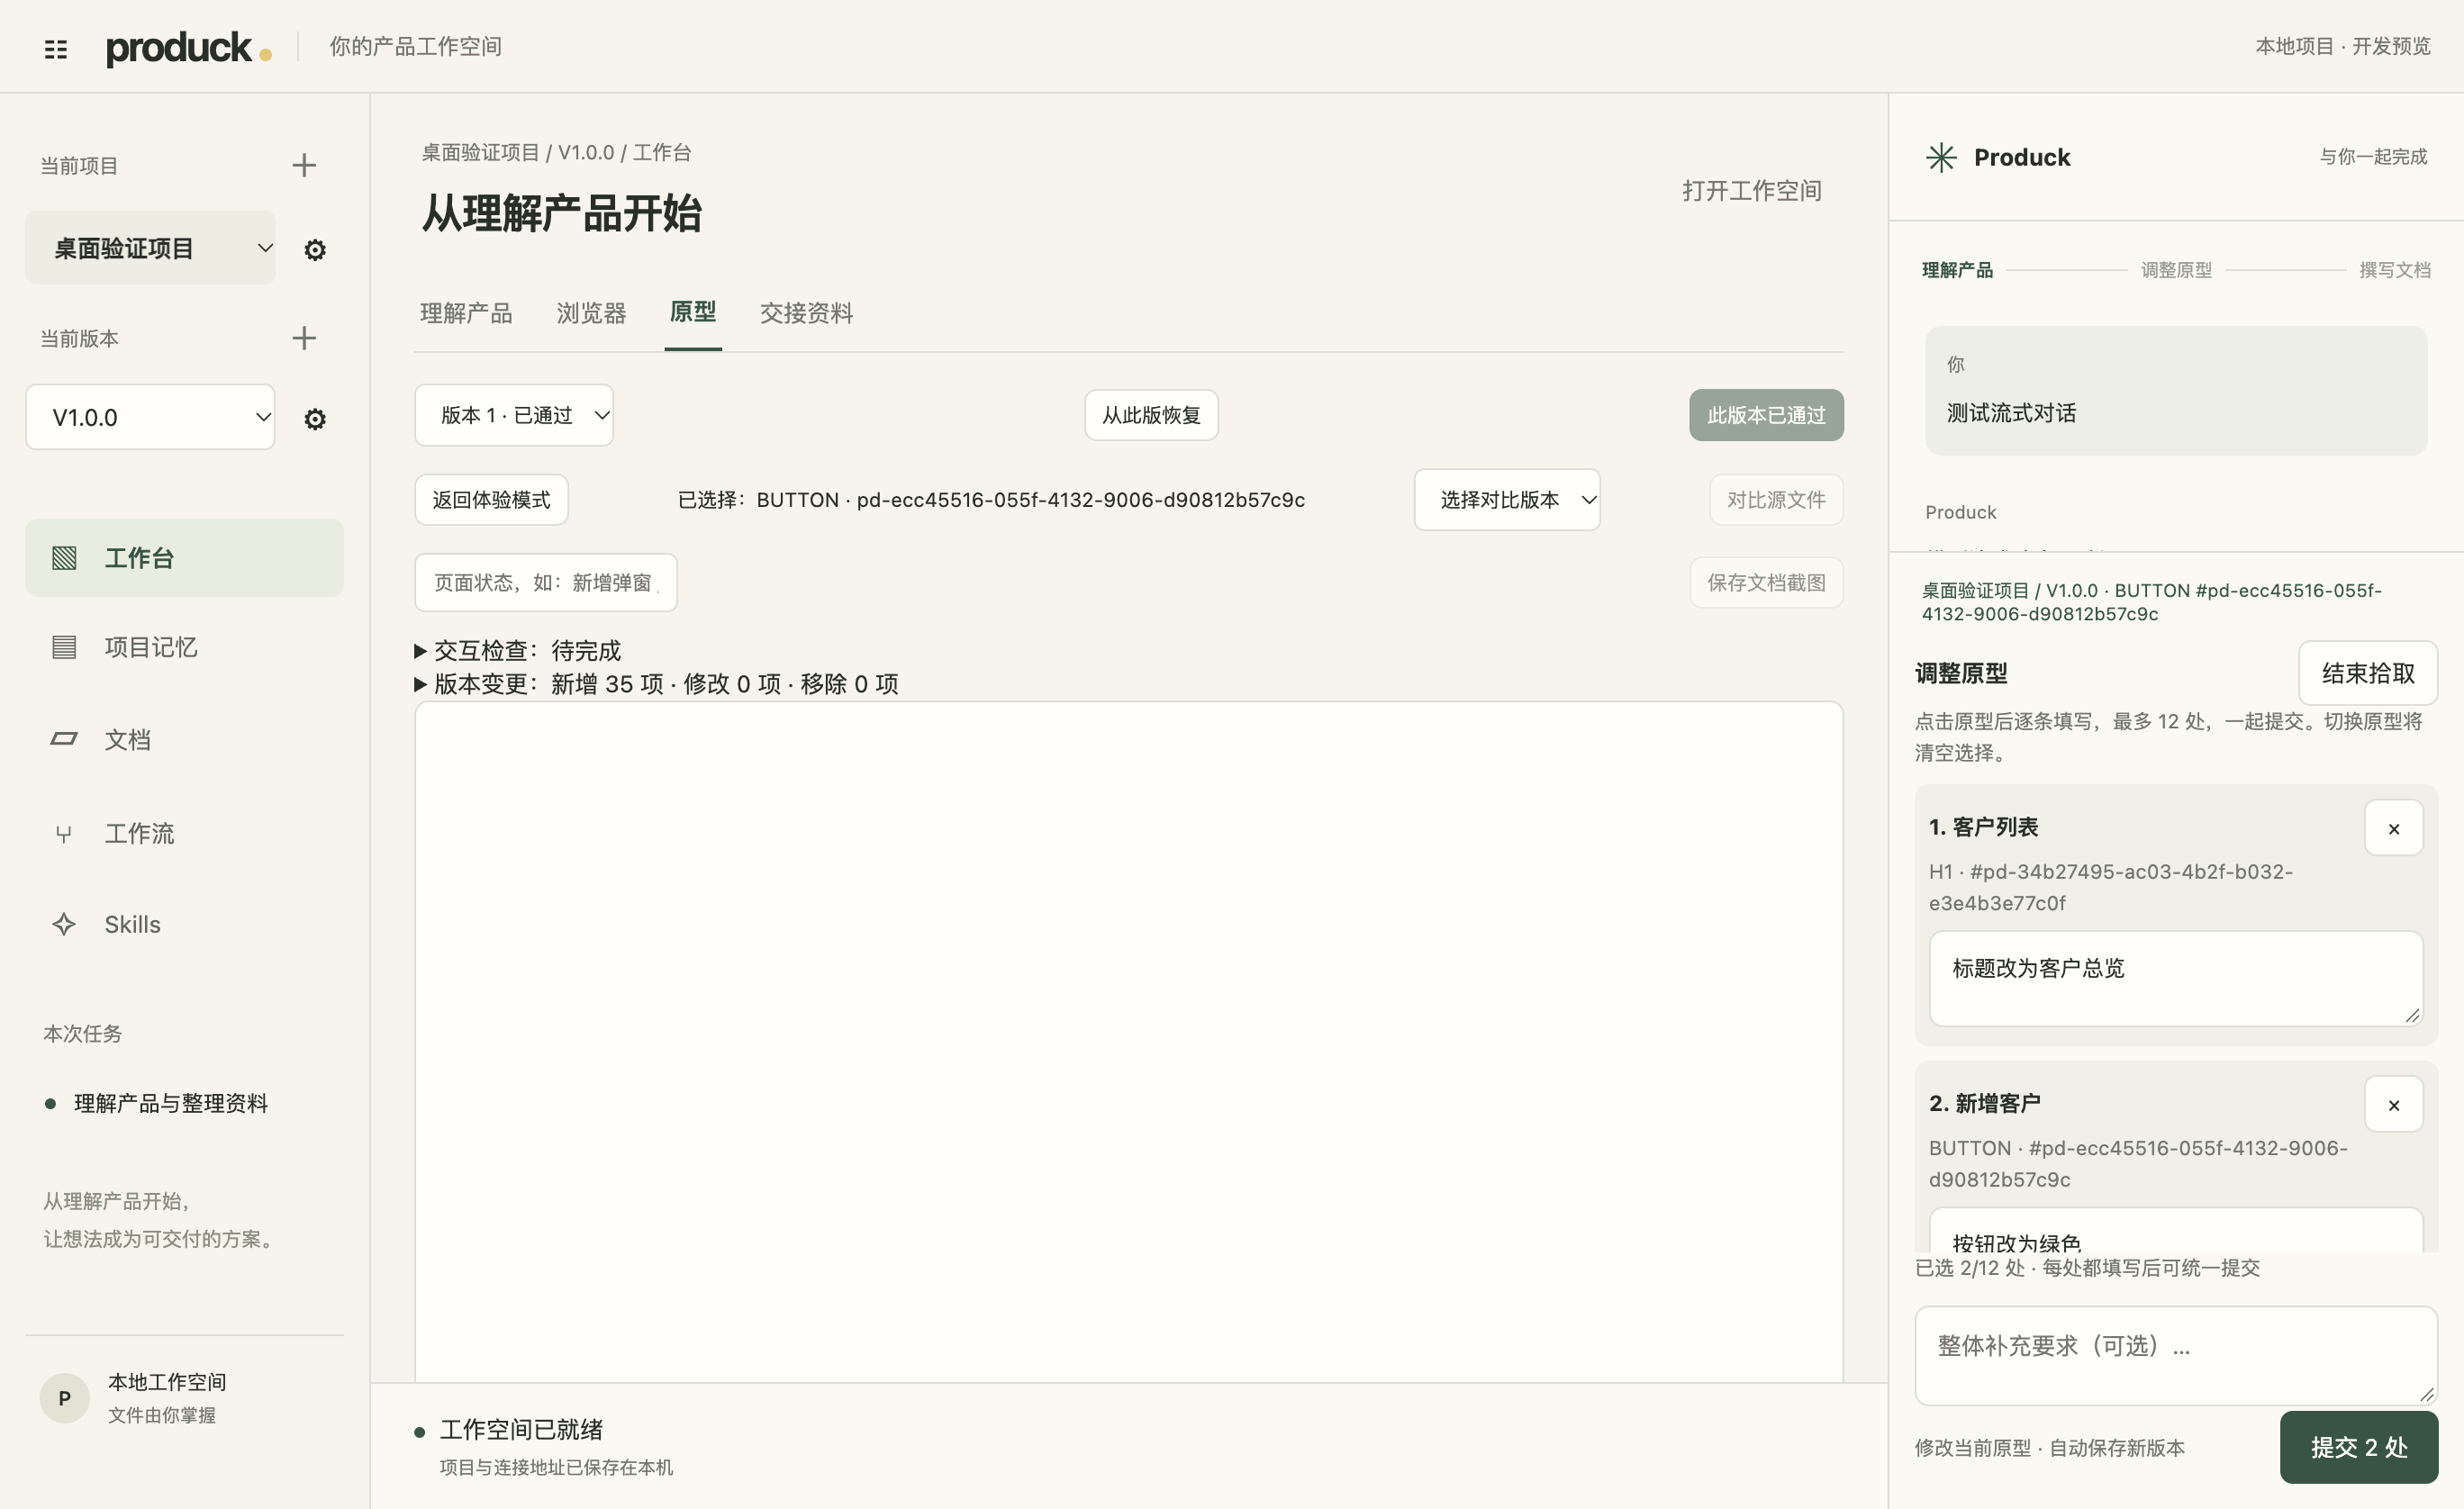 produck
你的产品工作空间
本地项目 · 开发预览
当前项目
桌面验证项目
当前版本
V1.0.0
工作台
项目记忆
文档
工作流
Skills
本次任务
理解产品与整理资料
从理解产品开始，
让想法成为可交付的方案。
P
本地工作空间
文件由你掌握
桌面验证项目 / V1.0.0 / 工作台
从理解产品开始
打开工作空间
理解产品
浏览器
原型
交接资料
版本 1 · 已通过
从此版恢复
此版本已通过
返回体验模式
已选择：BUTTON · pd-ecc45516-055f-4132-9006-d90812b57c9c
选择对比版本
对比源文件
页面状态，如：新增弹窗
保存文档截图
交互检查：待完成
版本变更：新增 35 项 · 修改 0 项 · 移除 0 项
工作空间已就绪
项目与连接地址已保存在本机
Produck
与你一起完成
理解产品
调整原型
撰写文档
你
测试流式对话
Produck
桌面验证项目 / V1.0.0 · BUTTON #pd-ecc45516-055f-
4132-9006-d90812b57c9c
调整原型
结束拾取
点击原型后逐条填写，最多 12 处，一起提交。切换原型将
清空选择。
1. 客户列表
×
H1 · #pd-34b27495-ac03-4b2f-b032-
e3e4b3e77c0f
标题改为客户总览
2. 新增客户
×
BUTTON · #pd-ecc45516-055f-4132-9006-
d90812b57c9c
按钮改为绿色
已选 2/12 处 · 每处都填写后可统一提交
整体补充要求（可选）...
修改当前原型 · 自动保存新版本
提交 2 处